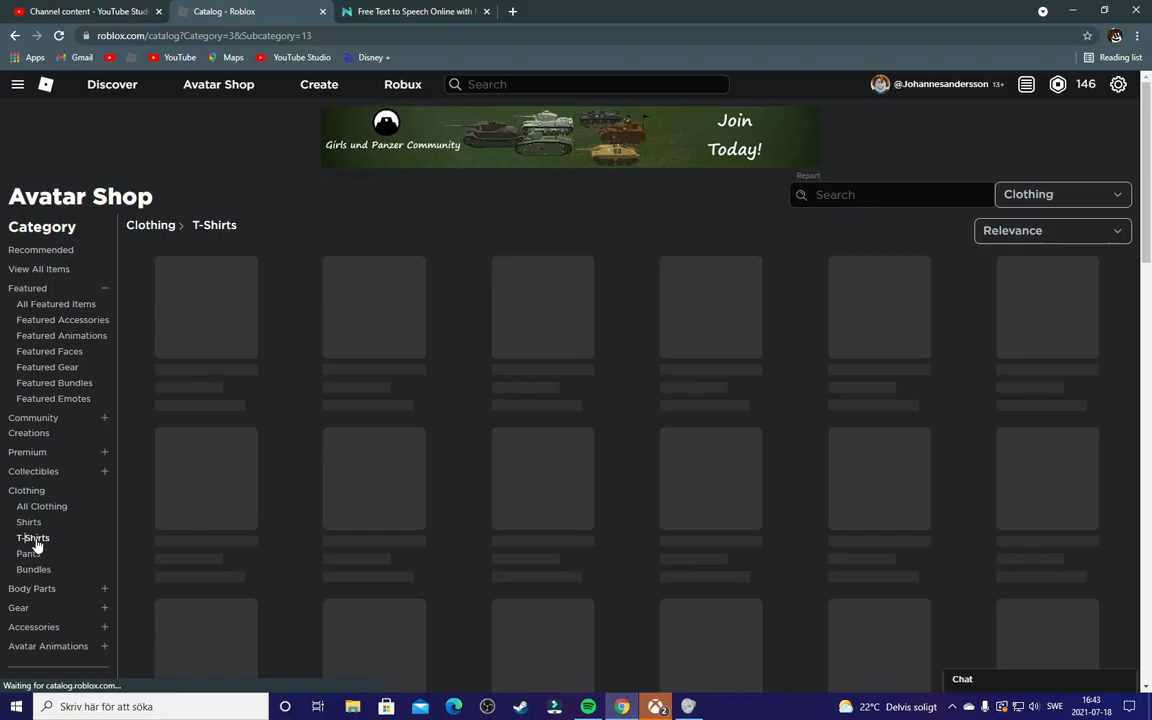 Channel content - YouTube Stud
Catalog - Roblox
Free Text to Speech Online with
roblox.com/catalog?Category=3&Subcategory=13
Apps
Gmail
YouTube
Maps
YouTube Studio
Disney +
Reading list
Discover
Avatar Shop
Create
Robux
Search
@Johannesandersson 13+
146
Girls und Panzer Community
Join
Today!
Report
Avatar Shop
Search
Clothing
Category
Clothing > T-Shirts
Relevance
Recommended
View All Items
Featured
All Featured Items
Featured Accessories
Featured Animations
Featured Faces
Featured Gear
Featured Bundles
Featured Emotes
Community
Creations
Premium
Collectibles
Clothing
All Clothing
Shirts
T-Shirts
Pants
Bundles
Body Parts
Gear
Accessories
Avatar Animations
Waiting for catalog.roblox.com...
Chat
Skriv här för att söka
2
22°C Delvis soligt
SWE
16:43
2021-07-18